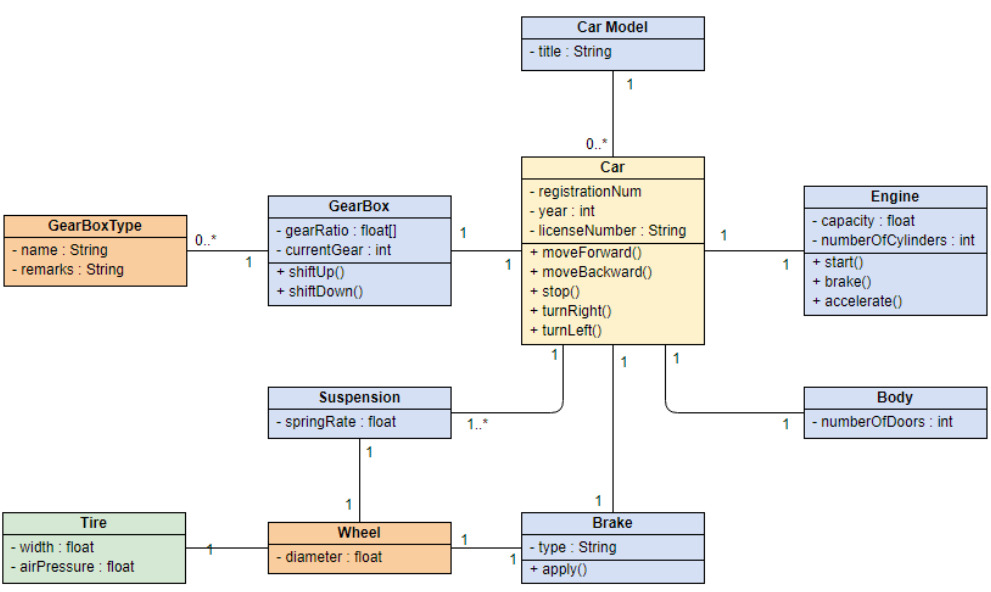 Car Model
- title : String
1
0..*
Car
- registrationNum
- year : int
- licenseNumber : String
+ moveForward()
+ moveBackward()
+ stop()
+ turnRight()
+ turnLeft()
GearBoxType
- name : String
- remarks : String
0..*
1
GearBox
- gearRatio : float[]
- currentGear : int
+ shiftUp()
+ shiftDown()
1
1
1
1
Engine
- capacity : float
- numberOfCylinders : int
+ start()
+ brake()
+ accelerate()
1
1
1
Suspension
- springRate : float
1..*
1
Body
- numberOfDoors : int
1
1
1
Tire
- width : float
- airPressure : float
1
Wheel
- diameter : float
1
1
Brake
- type : String
+ apply()